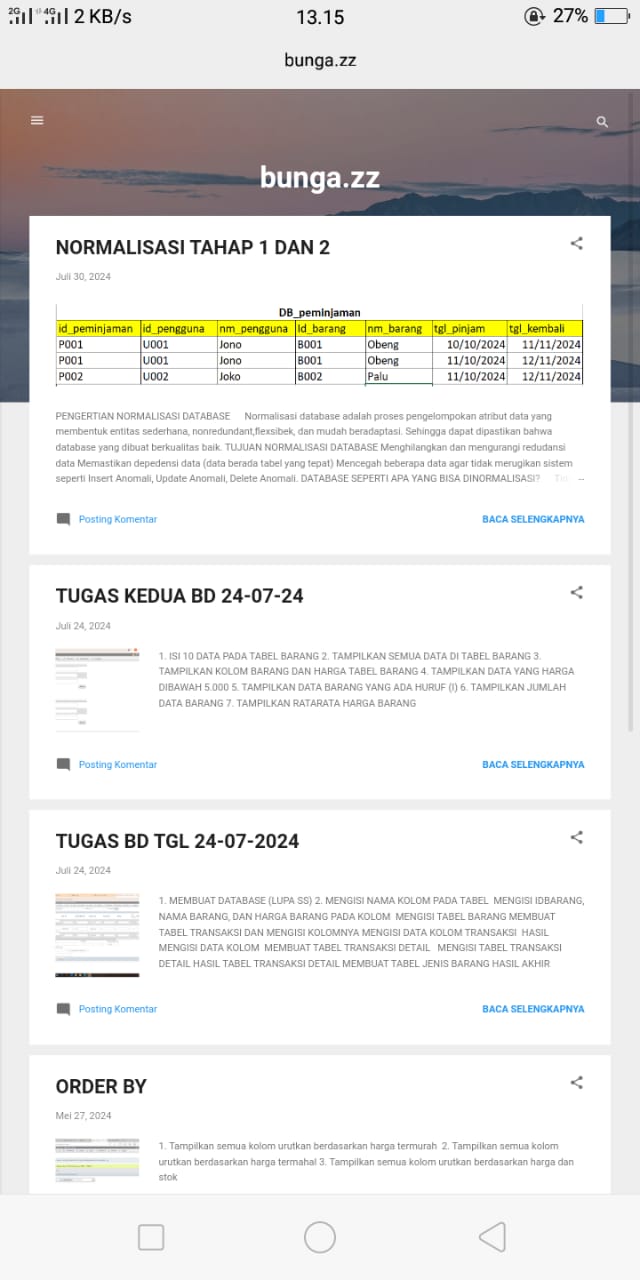 2G 4G 2 KB/s 13.15 27%
bunga.zz
bunga.zz
NORMALISASI TAHAP 1 DAN 2
Juli 30, 2024
DB_peminjaman
id_peminjaman id_pengguna nm_pengguna Id_barang nm_barang tgl_pinjam tgl_kembali
P001 U001 Jono B001 Obeng 10/10/2024 11/11/2024
P001 U001 Jono B001 Obeng 11/10/2024 12/11/2024
P002 U002 Joko B002 Palu 11/10/2024 12/11/2024
PENGERTIAN NORMALISASI DATABASE Normalisasi database adalah proses pengelompokan atribut data yang
membentuk entitas sederhana, nonredundant,flexsibek, dan mudah beradaptasi. Sehingga dapat dipastikan bahwa
database yang dibuat berkualitas baik. TUJUAN NORMALISASI DATABASE Menghilangkan dan mengurangi redudansi
data Memastikan depedensi data (data berada tabel yang tepat) Mencegah beberapa data agar tidak merugikan sistem
seperti Insert Anomali, Update Anomali, Delete Anomali. DATABASE SEPERTI APA YANG BISA DINORMALISASI?
Posting Komentar BACA SELENGKAPNYA
TUGAS KEDUA BD 24-07-24
Juli 24, 2024
1. ISI 10 DATA PADA TABEL BARANG 2. TAMPILKAN SEMUA DATA DI TABEL BARANG 3.
TAMPILKAN KOLOM BARANG DAN HARGA TABEL BARANG 4. TAMPILKAN DATA YANG HARGA
DIBAWAH 5.000 5. TAMPILKAN DATA BARANG YANG ADA HURUF (I) 6. TAMPILKAN JUMLAH
DATA BARANG 7. TAMPILKAN RATARATA HARGA BARANG
Posting Komentar BACA SELENGKAPNYA
TUGAS BD TGL 24-07-2024
Juli 24, 2024
1. MEMBUAT DATABASE (LUPA SS) 2. MENGISI NAMA KOLOM PADA TABEL MENGISI IDBARANG,
NAMA BARANG, DAN HARGA BARANG PADA KOLOM MENGISI TABEL BARANG MEMBUAT
TABEL TRANSAKSI DAN MENGISI KOLOMNYA MENGISI DATA KOLOM TRANSAKSI HASIL
MENGISI DATA KOLOM MEMBUAT TABEL TRANSAKSI DETAIL MENGISI TABEL TRANSAKSI
DETAIL HASIL TABEL TRANSAKSI DETAIL MEMBUAT TABEL JENIS BARANG HASIL AKHIR
Posting Komentar BACA SELENGKAPNYA
ORDER BY
Mei 27, 2024
1. Tampilkan semua kolom urutkan berdasarkan harga termurah 2. Tampilkan semua kolom
urutkan berdasarkan harga termahal 3. Tampilkan semua kolom urutkan berdasarkan harga dan
stok